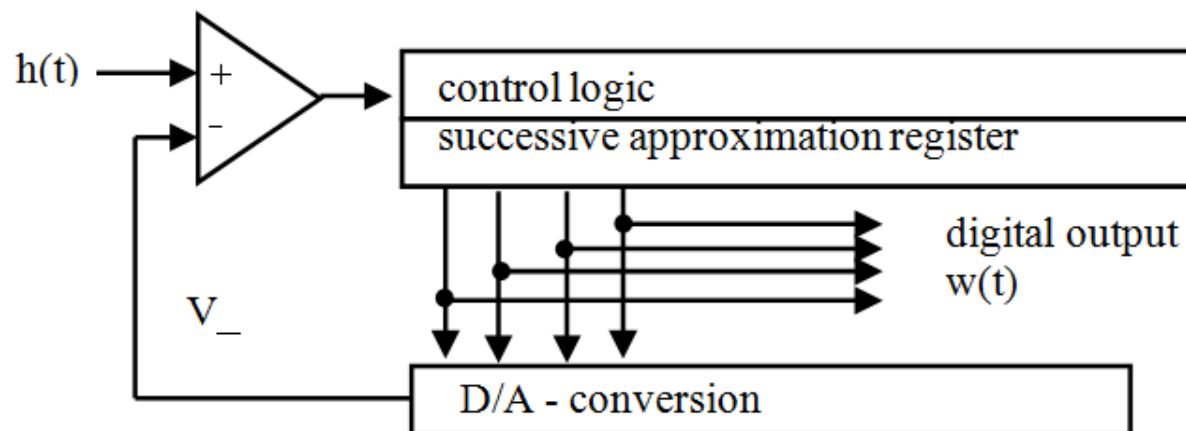 h(t)
+
-
control logic
successive approximation register
digital output
w(t)
V_
D/A - conversion